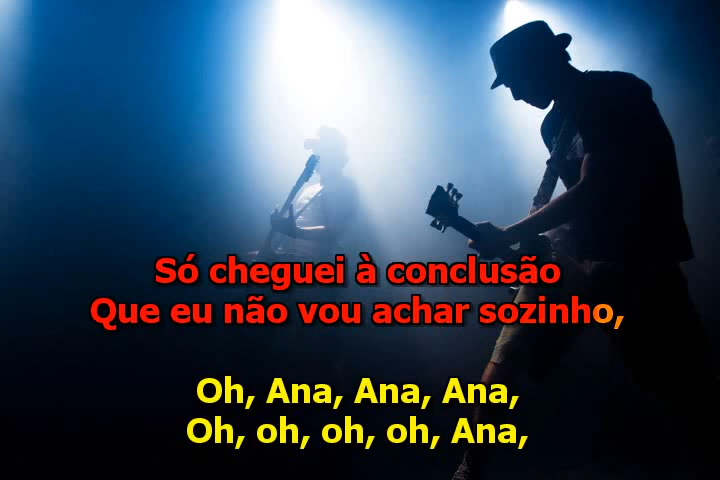 Só cheguei à conclusão
Que eu não vou achar sozinho,
Oh, Ana, Ana, Ana,
Oh, oh, oh, oh, Ana,